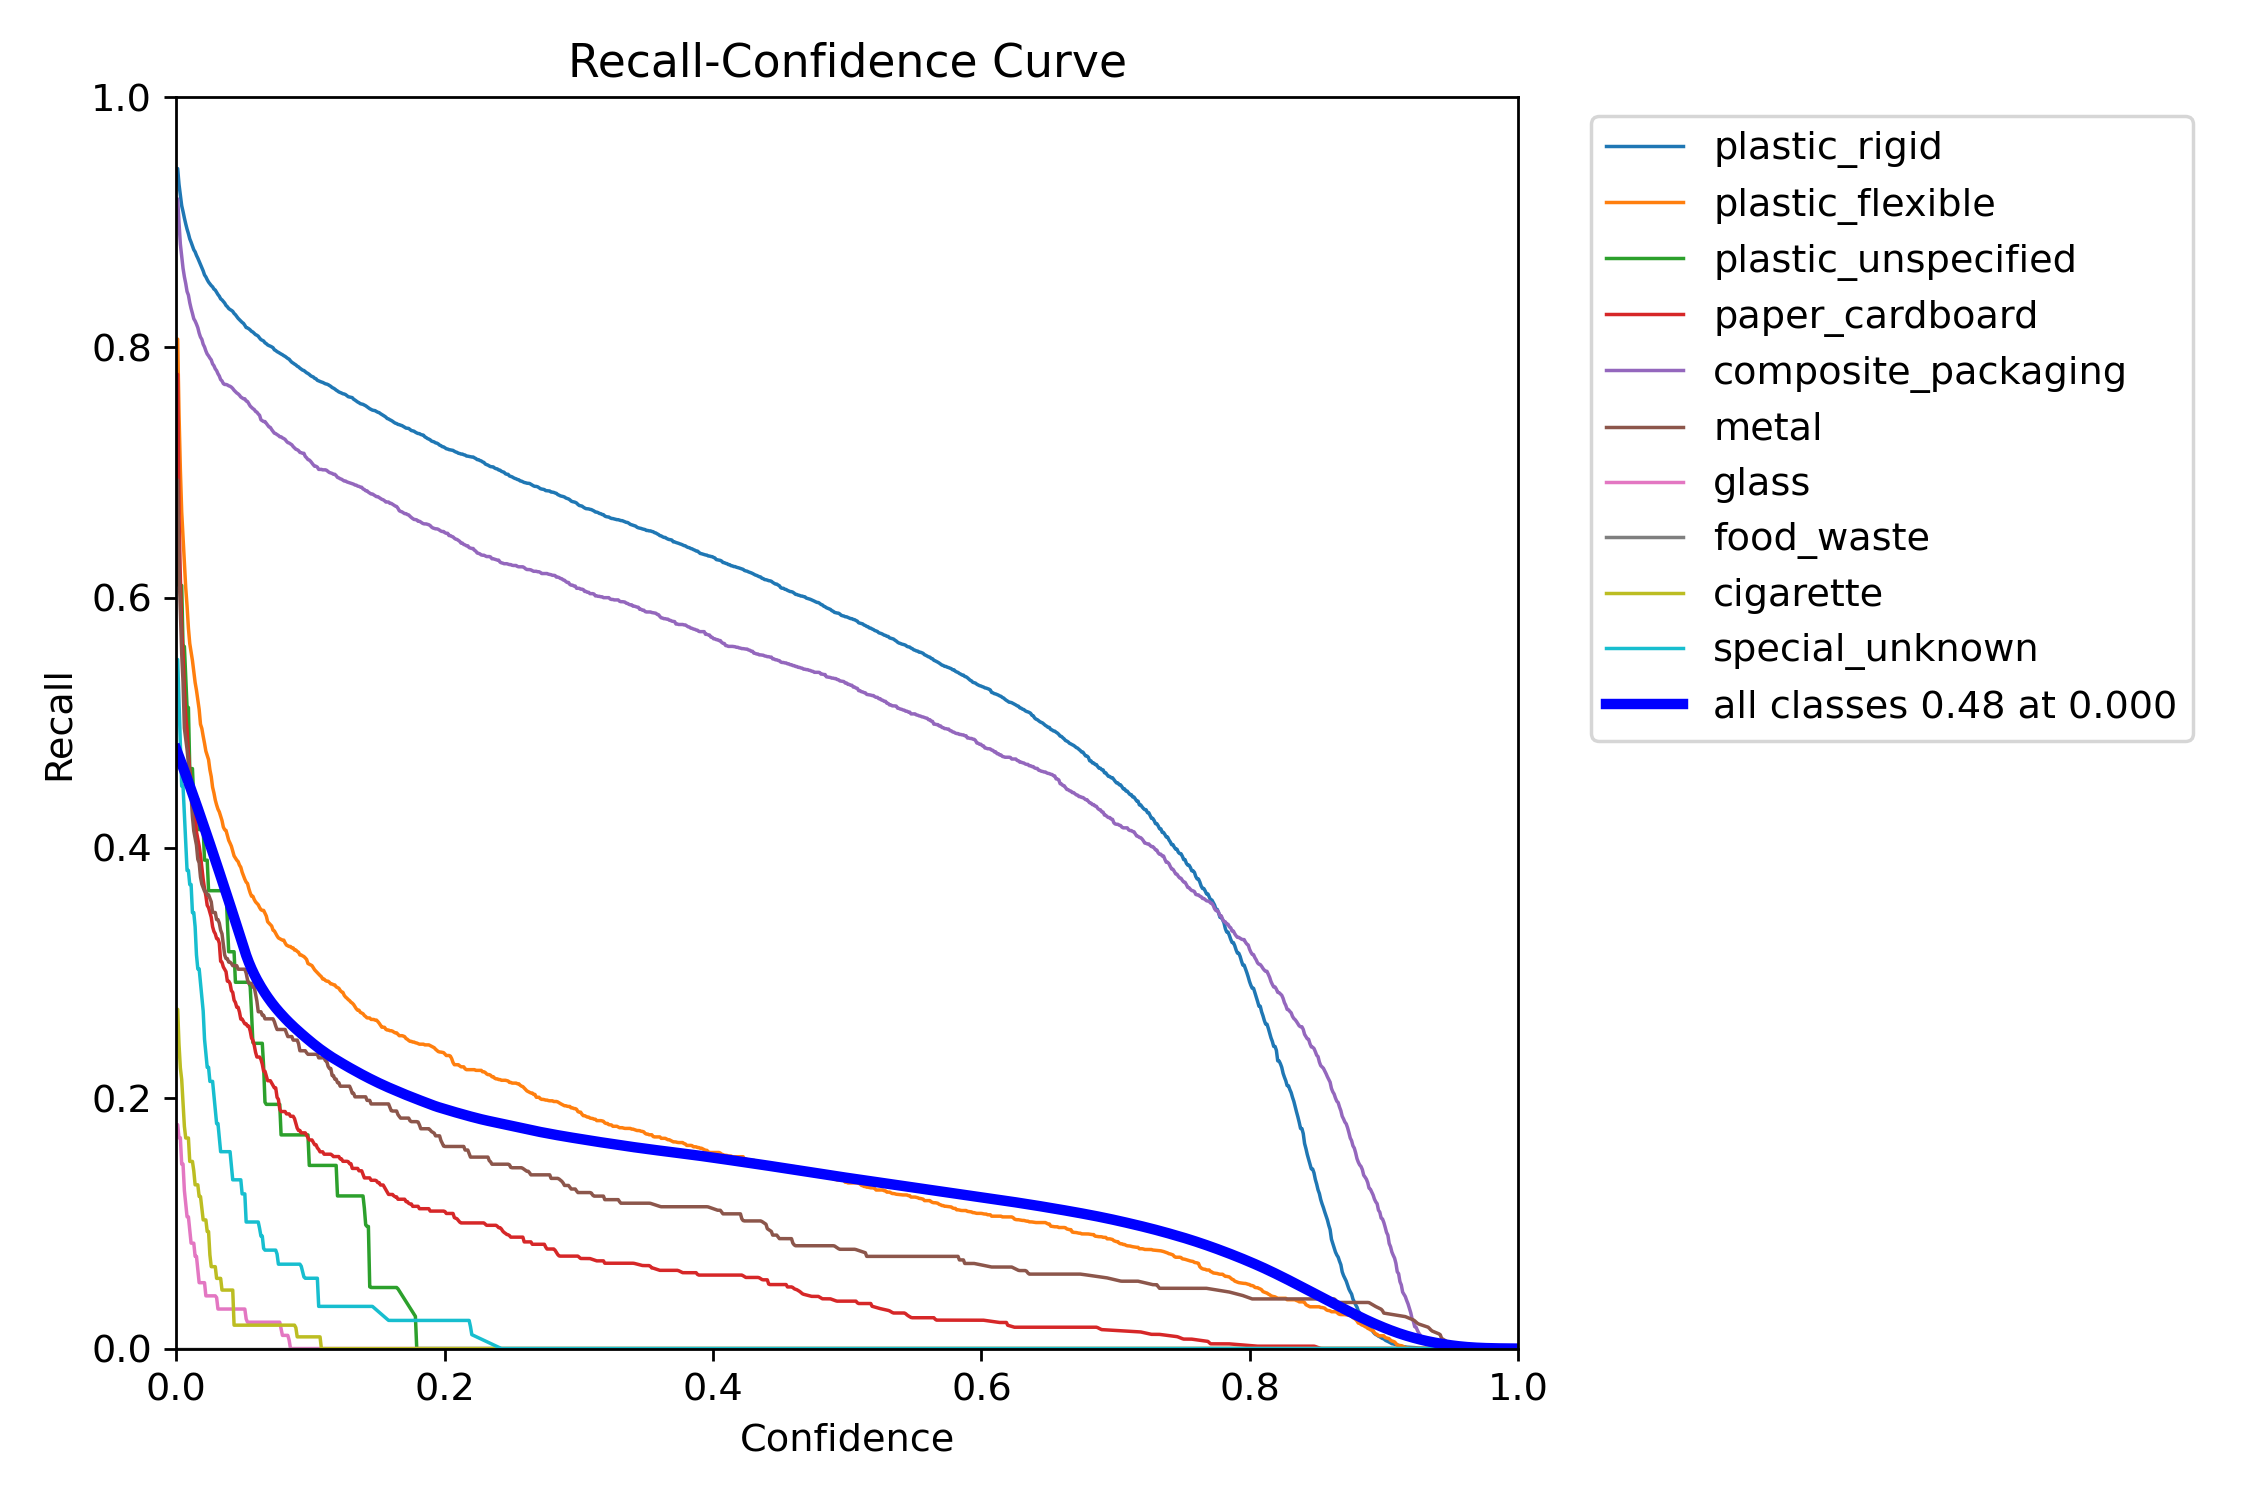 Recall-Confidence Curve
1.0
0.8
0.6
0.4
0.2
0.0
Recall
0.0 0.2 0.4 0.6 0.8 1.0
Confidence
plastic_rigid
plastic_flexible
plastic_unspecified
paper_cardboard
composite_packaging
metal
glass
food_waste
cigarette
special_unknown
all classes 0.48 at 0.000